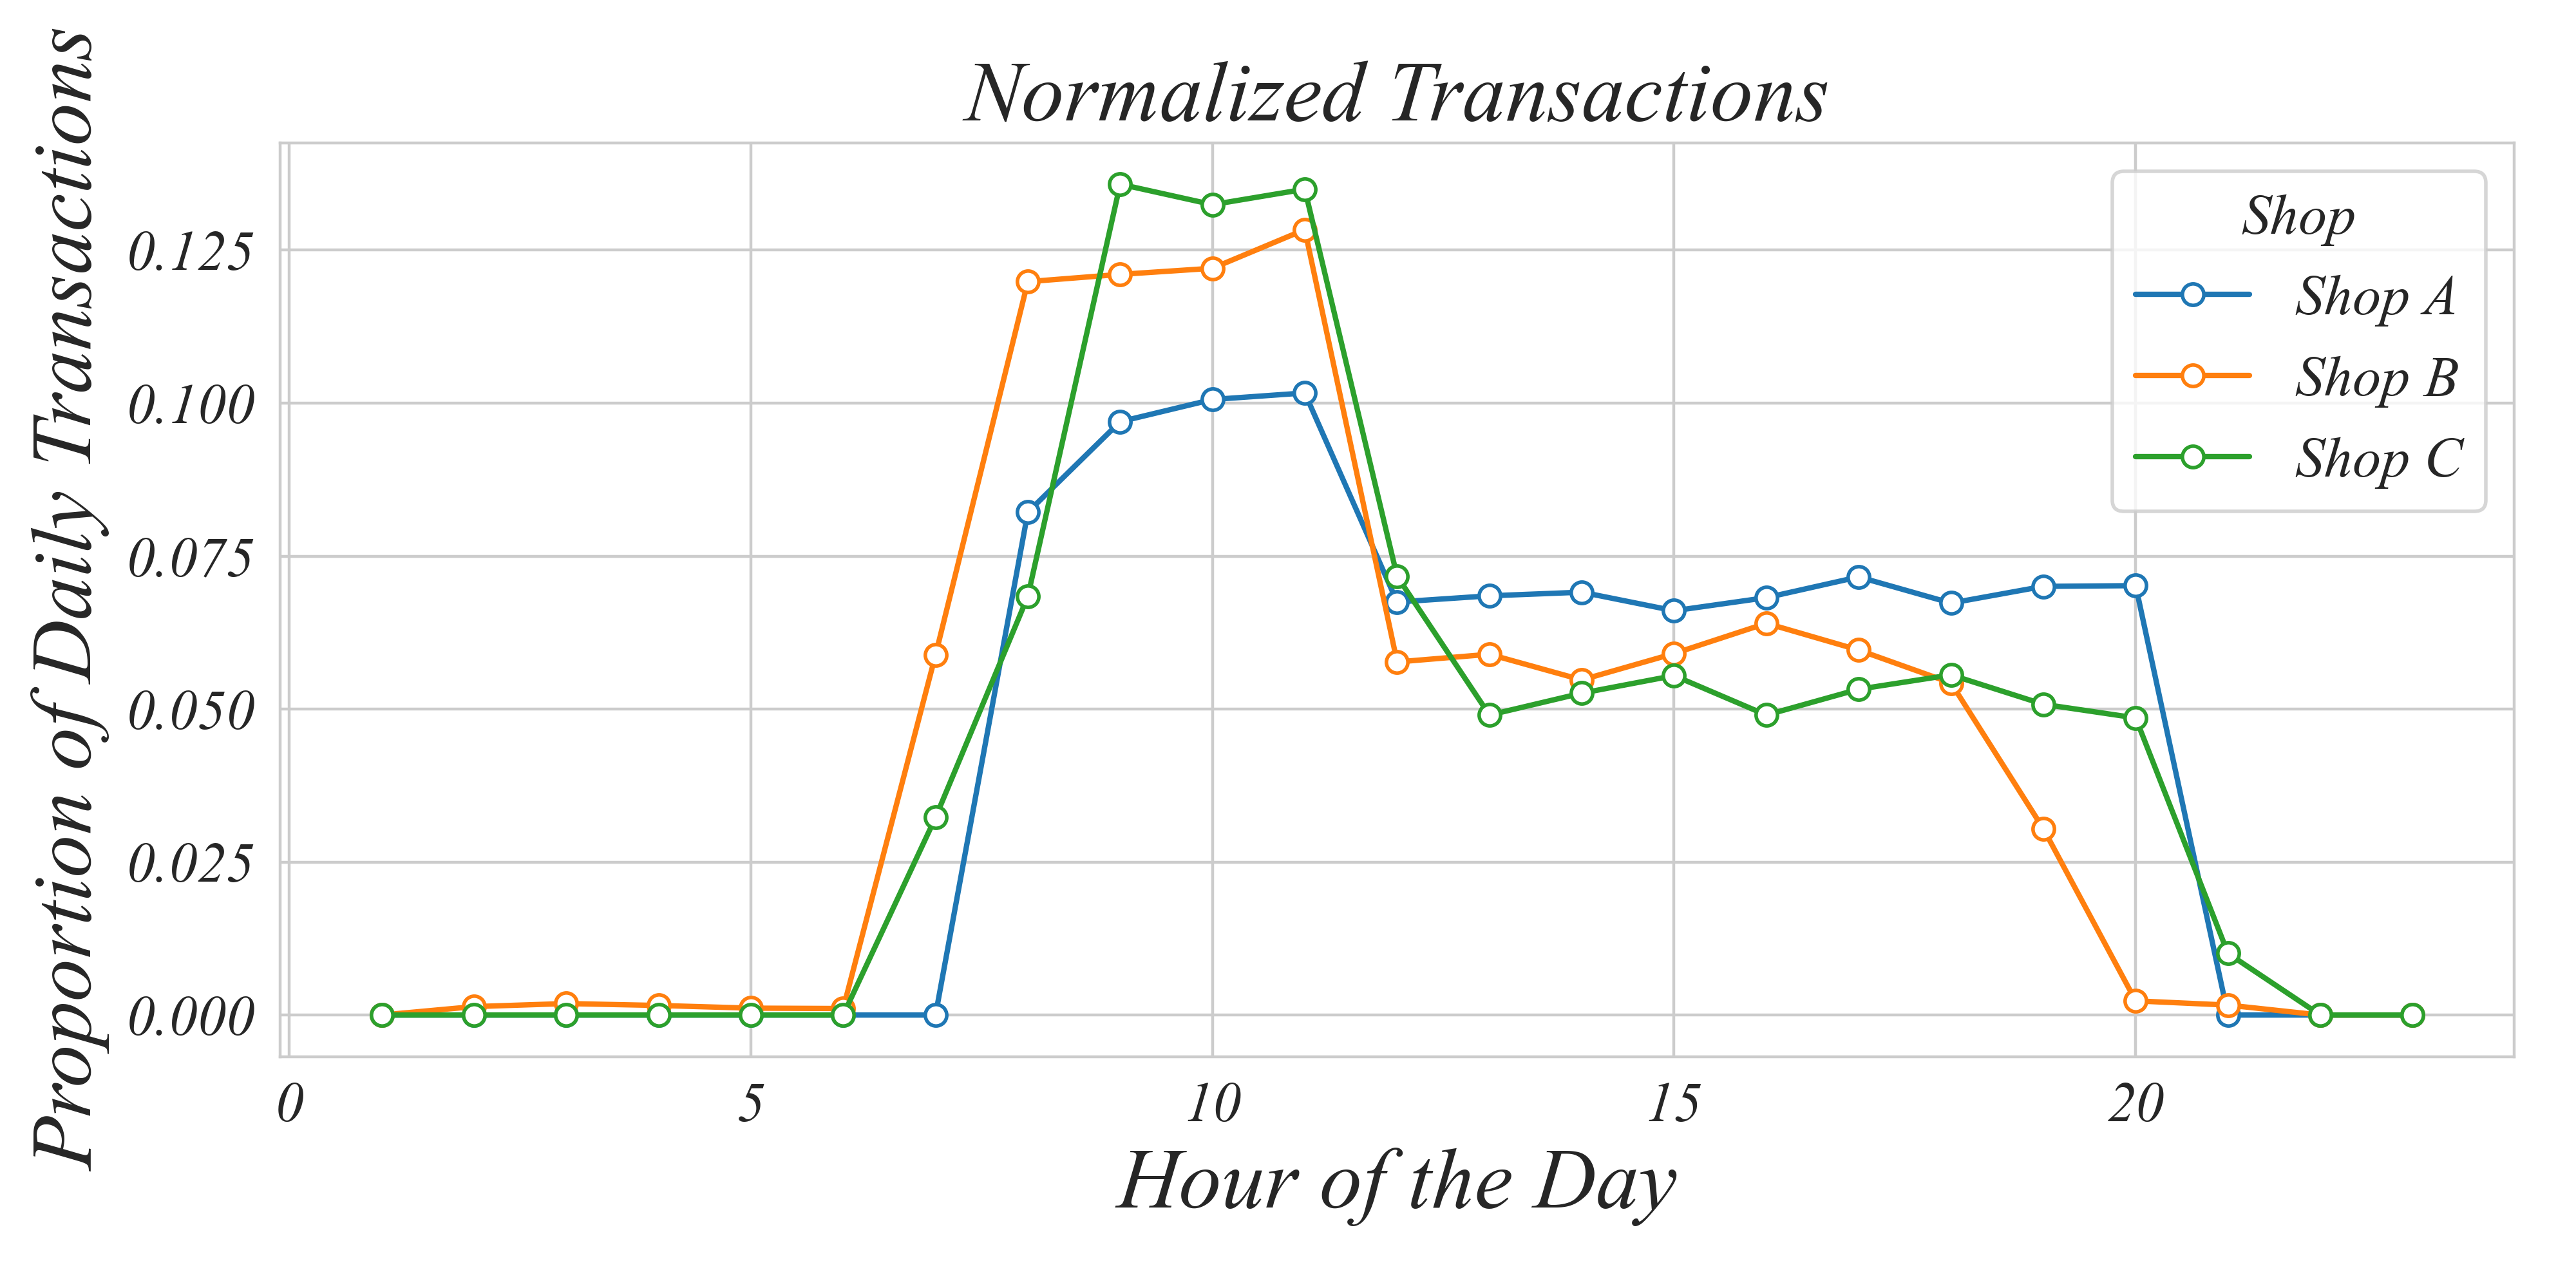 Normalized Transactions
Proportion of Daily Transactions
0.125
0.100
0.075
0.050
0.025
0.000
0
5
10
15
20
Hour of the Day
Shop
Shop A
Shop B
Shop C